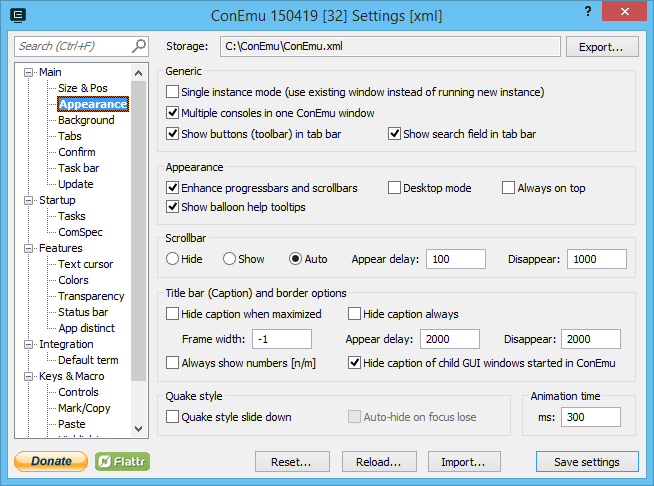 ConEmu 150419 [32] Settings [xml]
?
Search (Ctrl+F)
Storage: C:\ConEmu\ConEmu.xml Export...
Main
Size & Pos
Appearance
Background
Tabs
Confirm
Task bar
Update
Startup
Tasks
ComSpec
Features
Text cursor
Colors
Transparency
Status bar
App distinct
Integration
Default term
Keys & Macro
Controls
Mark/Copy
Paste
Generic
Single instance mode (use existing window instead of running new instance)
Multiple consoles in one ConEmu window
Show buttons (toolbar) in tab bar Show search field in tab bar
Appearance
Enhance progressbars and scrollbars Desktop mode Always on top
Show balloon help tooltips
Scrollbar
Hide Show Auto Appear delay: 100 Disappear: 1000
Title bar (Caption) and border options
Hide caption when maximized Hide caption always
Frame width: -1 Appear delay: 2000 Disappear: 2000
Always show numbers [n/m] Hide caption of child GUI windows started in ConEmu
Quake style
Quake style slide down Auto-hide on focus lose
Animation time
ms: 300
Donate Flattr Reset... Reload... Import... Save settings